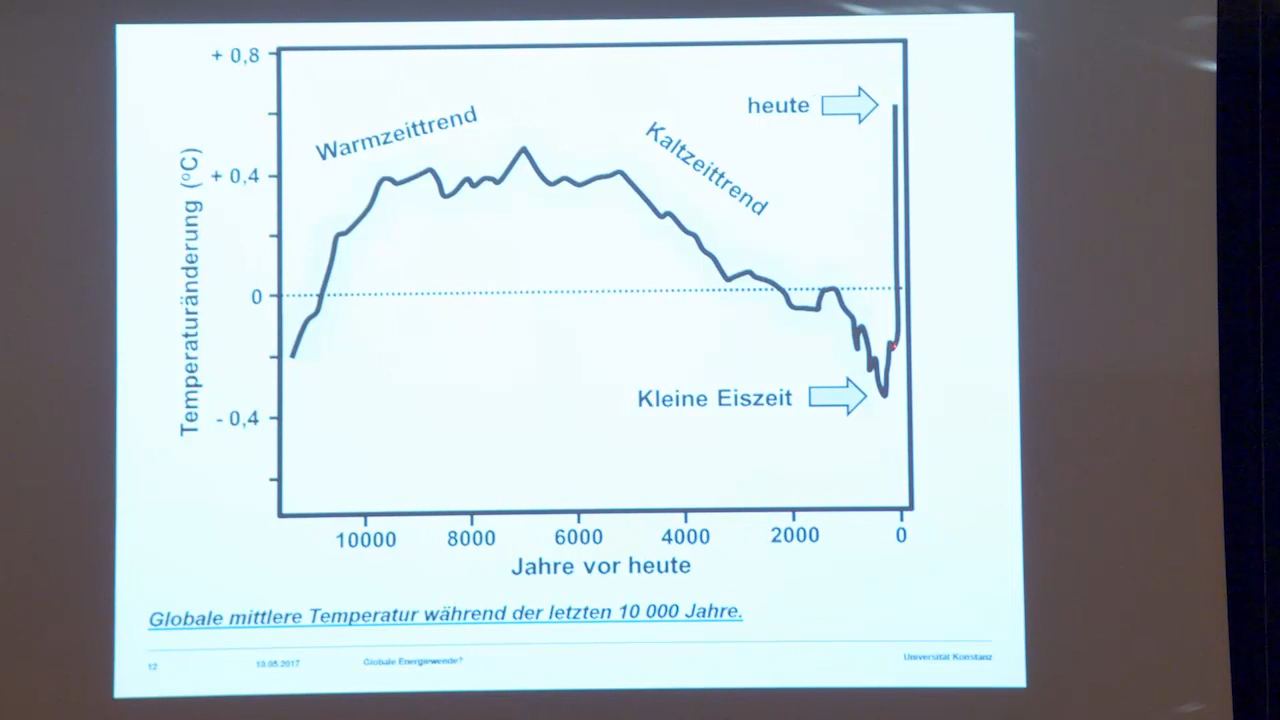 + 0,8
+ 0,4
0
- 0,4
Temperaturänderung (°C)
Warmzeittrend
Kaltzeittrend
heute
Kleine Eiszeit
10000 8000 6000 4000 2000 0
Jahre vor heute
Globale mittlere Temperatur während der letzten 10 000 Jahre.
12 10.05.2017 Globale Energiewende? Universität Konstanz